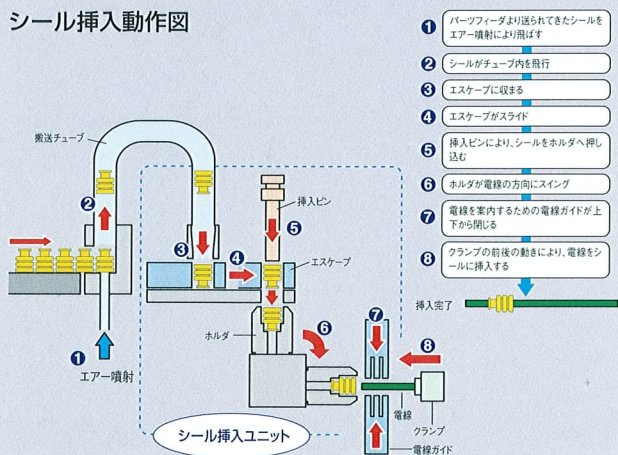 シール挿入動作図
❶ パーツフィーダより送られてきたシールを
エアー噴射により飛ばす
❷ シールがチューブ内を飛行
❸ エスケープに収まる
❹ エスケープがスライド
❺ 挿入ピンにより、シールをホルダへ押し
込む
❻ ホルダが電線の方向にスイング
❼ 電線を案内するための電線ガイドが上
下から閉じる
❽ クランプの前後の動きにより、電線をシ
ールに挿入する
挿入完了
搬送チューブ
❷
❸
❹
挿入ピン
❺
エスケープ
ホルダ
❻
❼
❽
❶
エアー噴射
電線
クランプ
電線ガイド
シール挿入ユニット